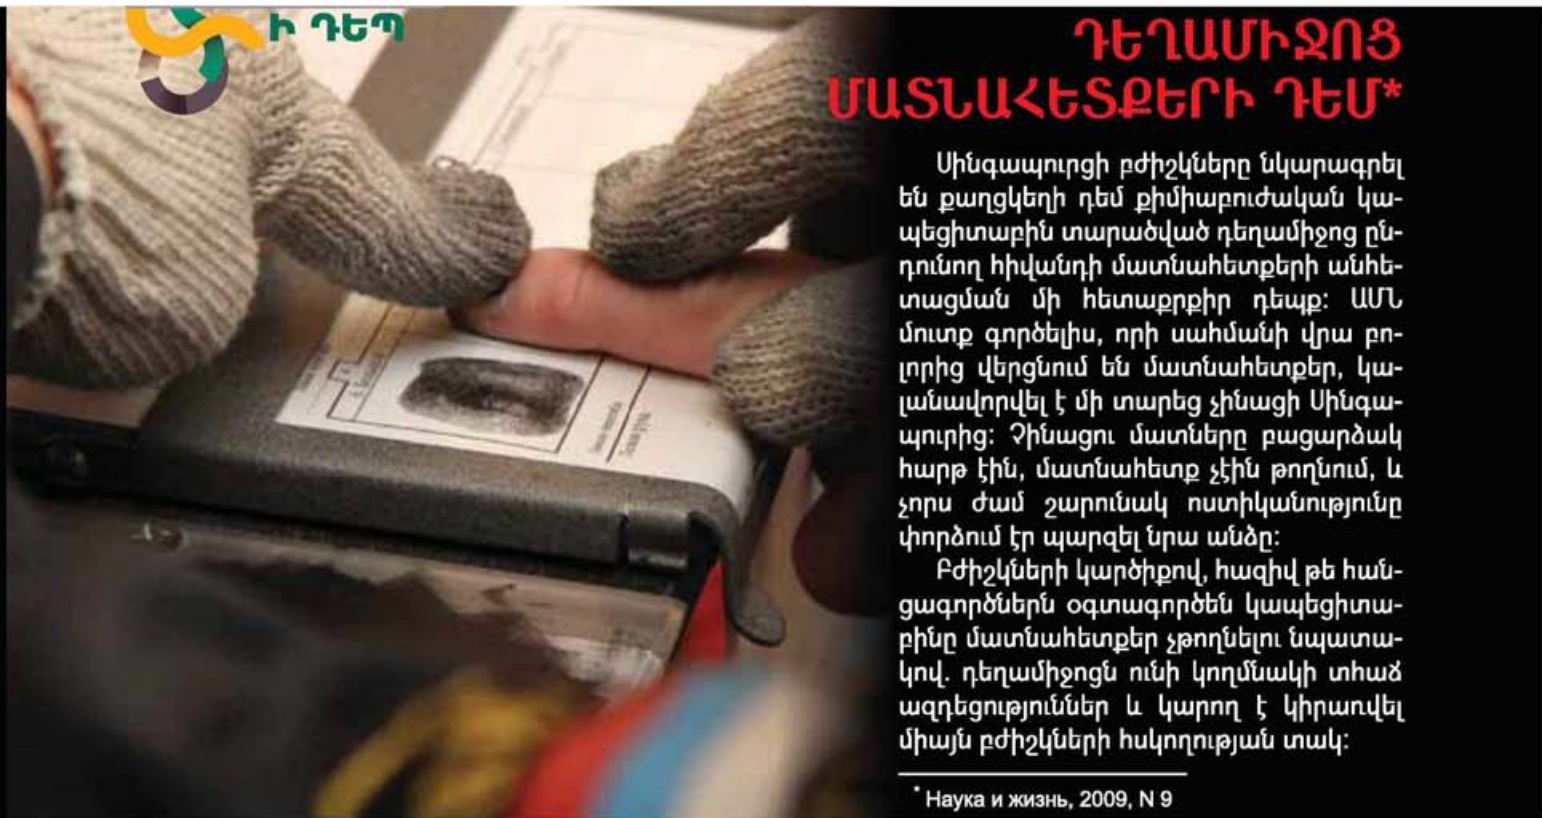 Ի ԴԵՊ
ԴԵՂԱՄԻՋՈՑ
ՄԱՏՆԱՀԵՏՔԵՐԻ ԴԵՄ*
Սինգապուրցի բժիշկները նկարագրել
են քաղցկեղի դեմ քիմիաբուժական կա-
պեցիտաբին տարածված դեղամիջոց ըն-
դունող հիվանդի մատնահետքերի անհե-
տացման մի հետաքրքիր դեպք: ԱՄՆ
մուտք գործելիս, որի սահմանի վրա բո-
լորից վերցնում են մատնահետքեր, կա-
լանավորվել է մի տարեց չինացի Սինգա-
պուրից: Չինացու մատները բացարձակ
հարթ էին, մատնահետք չէին թողնում, և
չորս ժամ շարունակ ոստիկանությունը
փորձում էր պարզել նրա անձը:
Բժիշկների կարծիքով, հազիվ թե հան-
ցագործներն օգտագործեն կապեցիտա-
բինը մատնահետքեր չթողնելու նպատա-
կով. դեղամիջոցն ունի կողմնակի տհաճ
ազդեցություններ և կարող է կիրառվել
միայն բժիշկների հսկողության տակ:
* Наука и жизнь, 2009, N 9